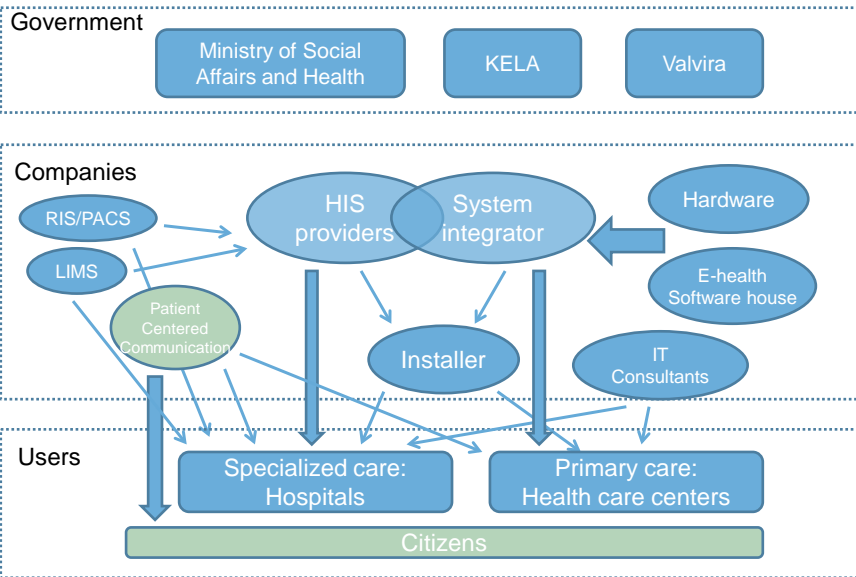 Government
Ministry of Social
Affairs and Health
KELA
Valvira
Companies
RIS/PACS
LIMS
Patient
Centered
Communication
HIS
providers
System
integrator
Hardware
E-health
Software house
Installer
IT
Consultants
Users
Specialized care:
Hospitals
Primary care:
Health care centers
Citizens